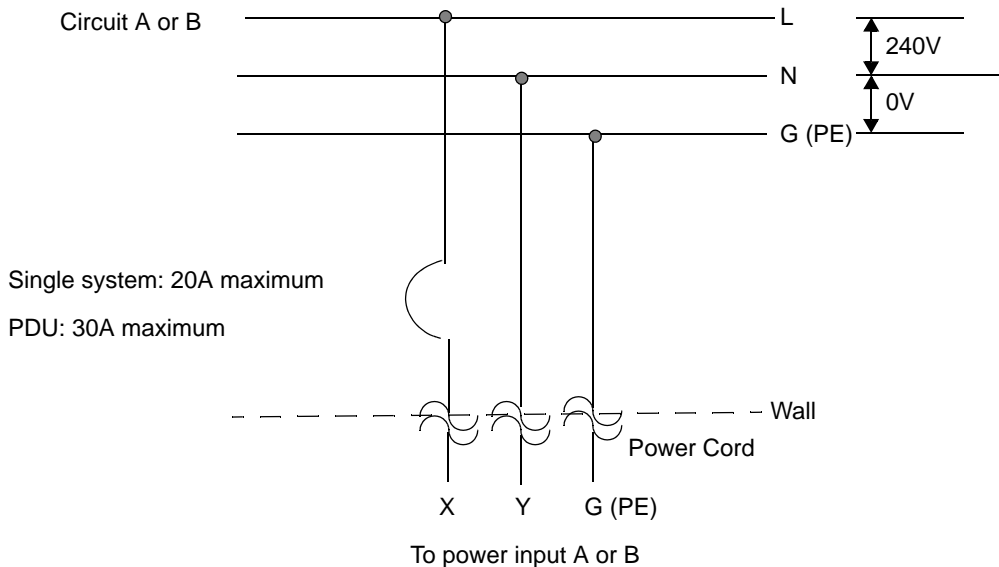 Circuit A or B
L
240V
N
0V
G (PE)
Single system: 20A maximum
PDU: 30A maximum
Wall
Power Cord
X Y G (PE)
To power input A or B